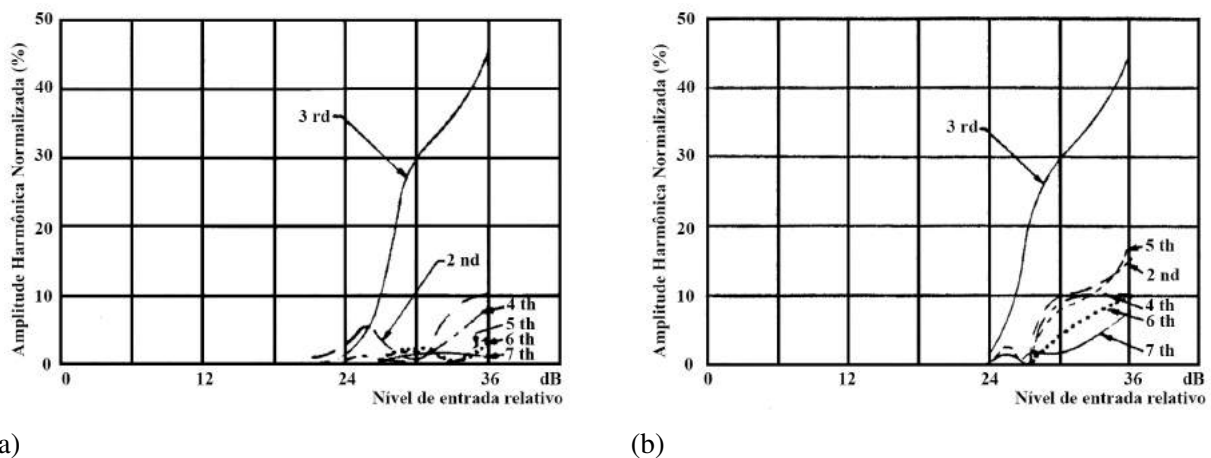 Amplitude Harmônica Normalizada (%)
50
40
30
20
10
0
3 rd
2 nd
4 th
5 th
6 th
7 th
0
12
24
36
dB
Nível de entrada relativo
a)
Amplitude Harmônica Normalizada (%)
50
40
30
20
10
0
3 rd
5 th
2 nd
4 th
6 th
7 th
0
12
24
36
dB
Nível de entrada relativo
(b)